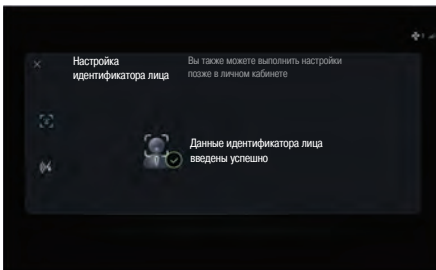 Настройка
идентификатора лица
Вы также можете выполнить настройки
позже в личном кабинете
Данные идентификатора лица
введены успешно